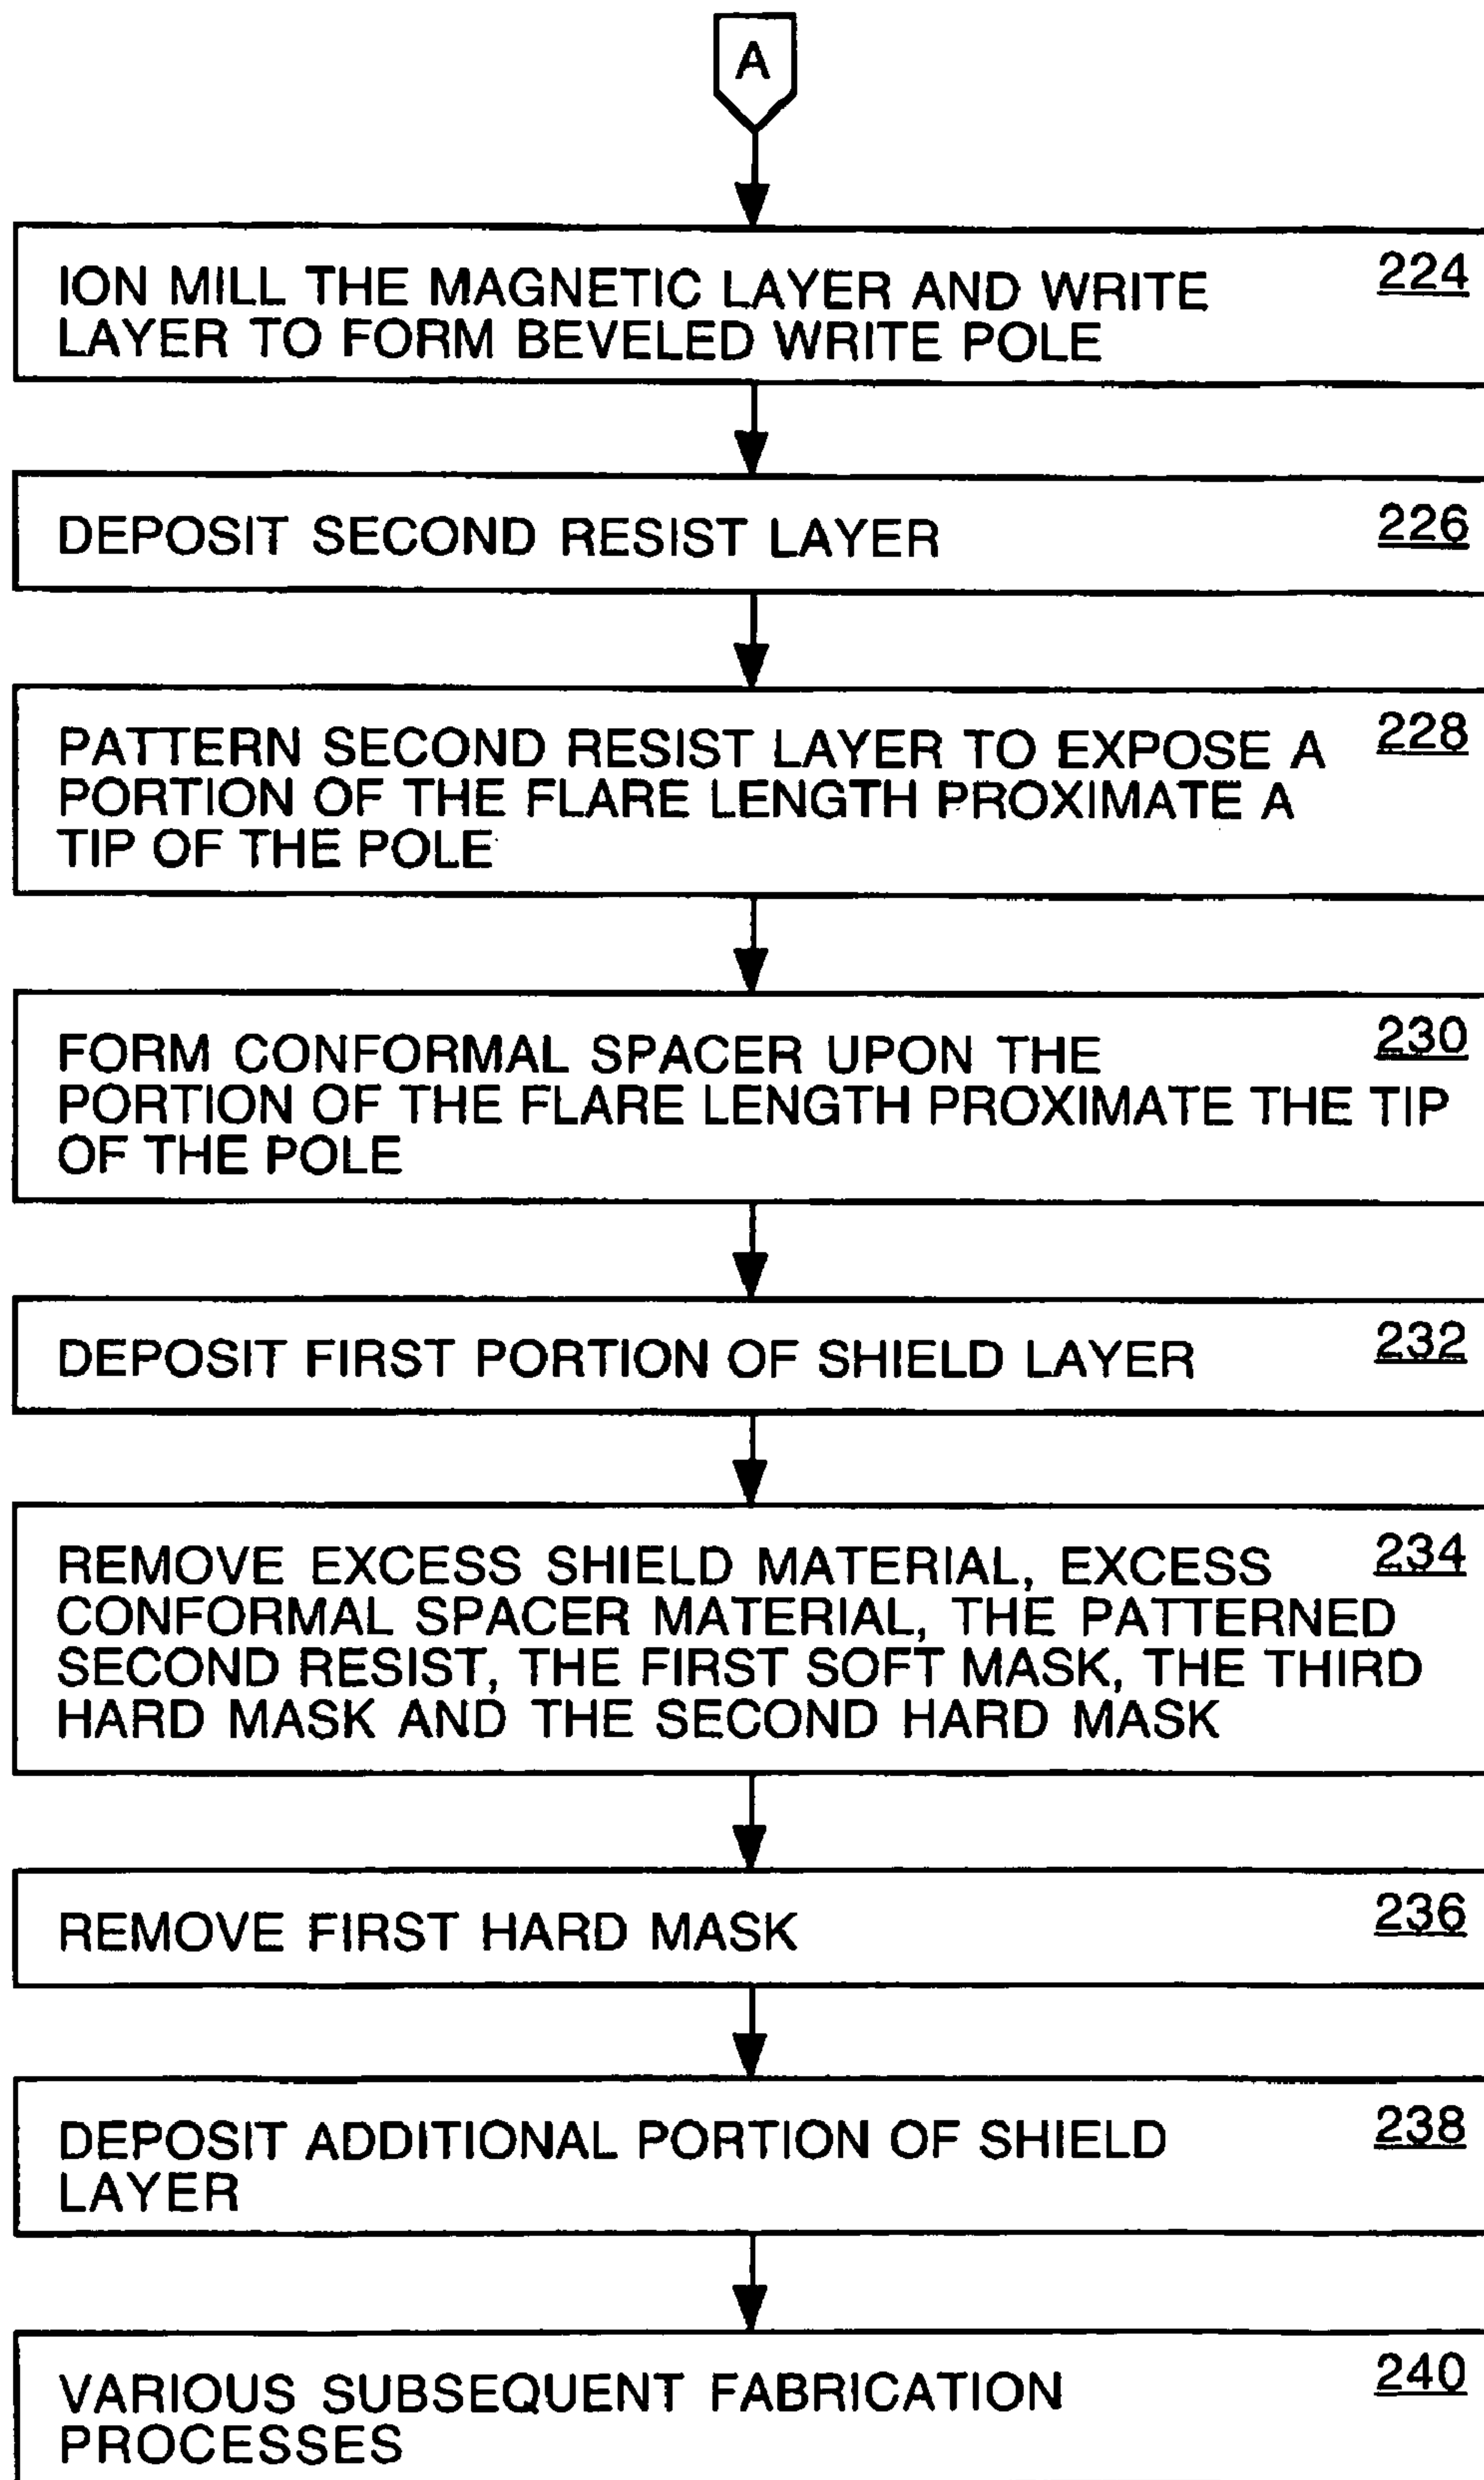 A
224
ION MILL THE MAGNETIC LAYER AND WRITE
LAYER TO FORM BEVELED WRITE POLE
226
DEPOSIT SECOND RESIST LAYER
228
PATTERN SECOND RESIST LAYER TO EXPOSE A
PORTION OF THE FLARE LENGTH PROXIMATE A
TIP OF THE POLE
230
FORM CONFORMAL SPACER UPON THE
PORTION OF THE FLARE LENGTH PROXIMATE THE TIP
OF THE POLE
232
DEPOSIT FIRST PORTION OF SHIELD LAYER
234
REMOVE EXCESS SHIELD MATERIAL, EXCESS
CONFORMAL SPACER MATERIAL, THE PATTERNED
SECOND RESIST, THE FIRST SOFT MASK, THE THIRD
HARD MASK AND THE SECOND HARD MASK
236
REMOVE FIRST HARD MASK
238
DEPOSIT ADDITIONAL PORTION OF SHIELD
LAYER
240
VARIOUS SUBSEQUENT FABRICATION
PROCESSES